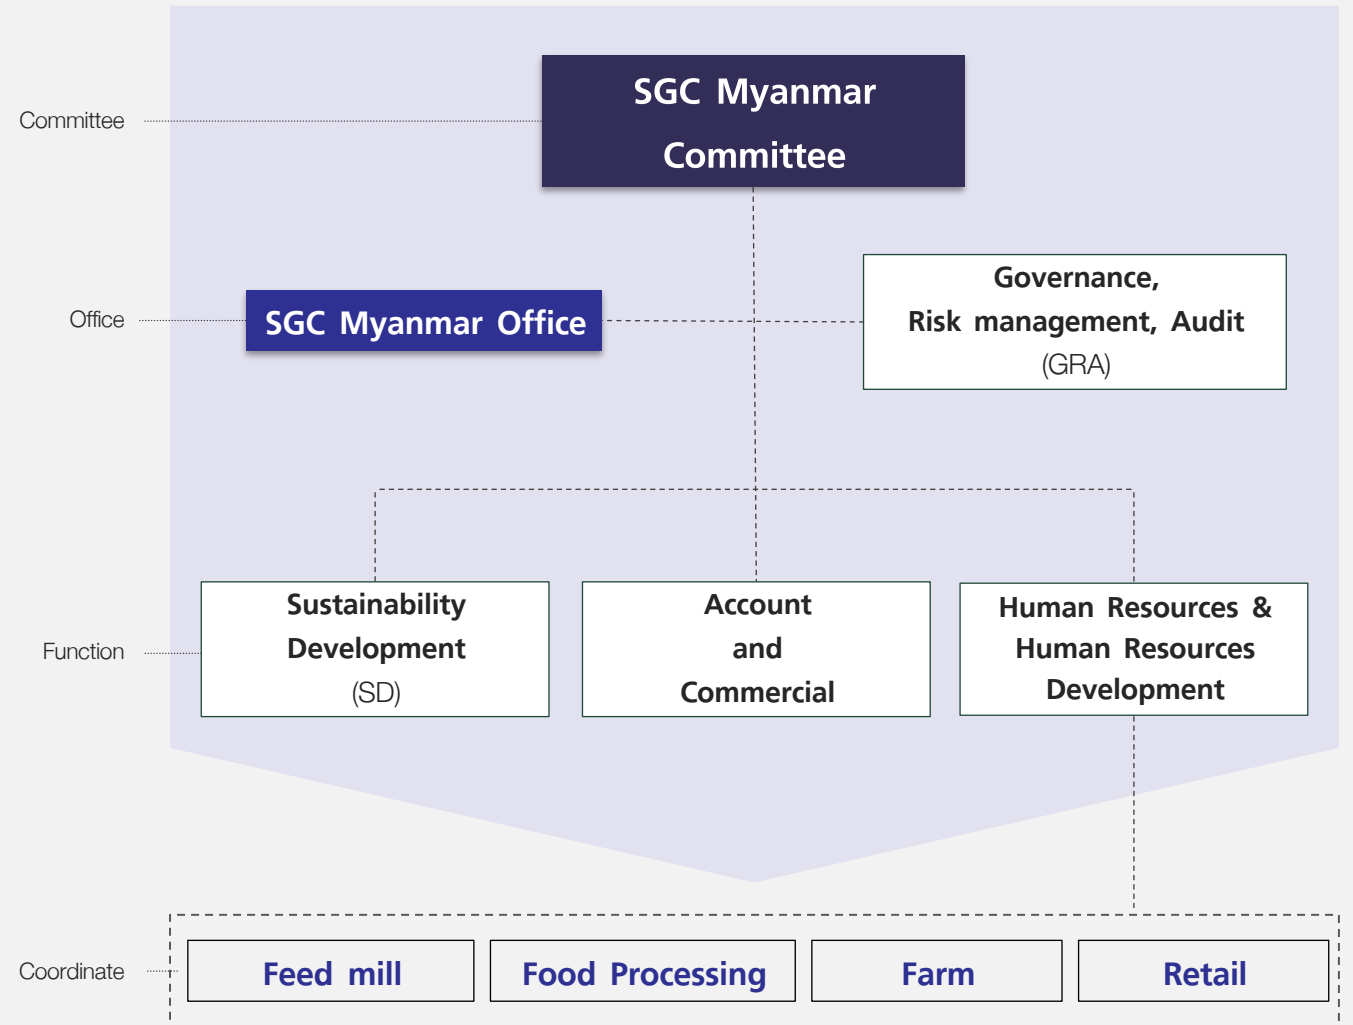 SGC Myanmar
Committee
Committee
Governance,
Risk management, Audit
(GRA)
Office
SGC Myanmar Office
Function
Sustainability
Development
(SD)
Account
and
Commercial
Human Resources &
Human Resources
Development
Coordinate
Feed mill
Food Processing
Farm
Retail